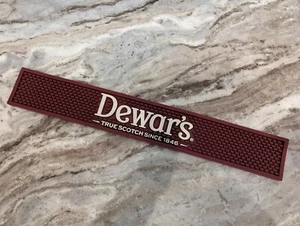 Dewar's®
TRUE SCOTCH SINCE 1846